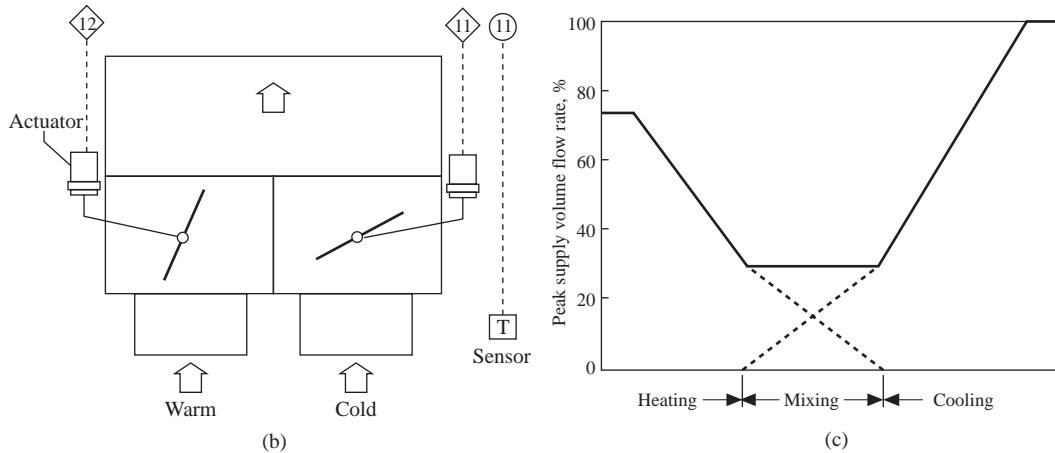 12
11
11
Actuator
T
Sensor
Warm
Cold
(b)
Peak supply volume flow rate, %
100
80
60
40
20
0
Heating
Mixing
Cooling
(c)